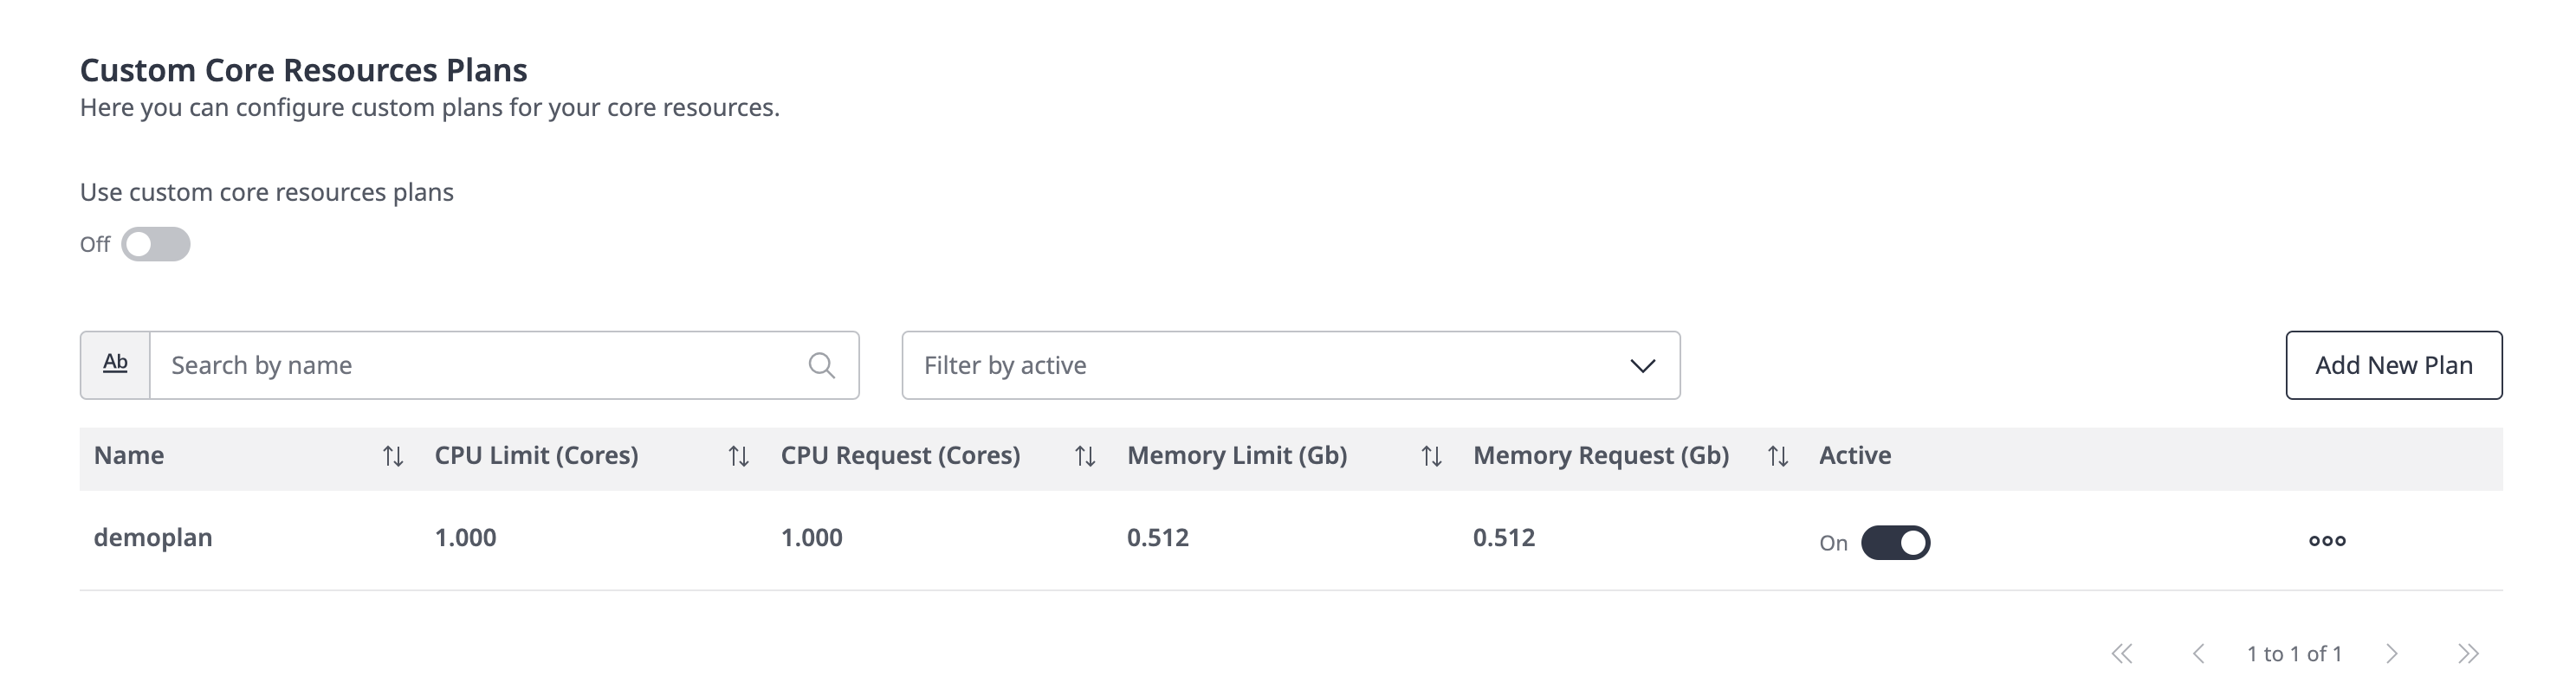 Custom Core Resources Plans
Here you can configure custom plans for your core resources.
Use custom core resources plans
Off
Ab Search by name Filter by active Add New Plan
Name CPU Limit (Cores) CPU Request (Cores) Memory Limit (Gb) Memory Request (Gb) Active
demoplan 1.000 1.000 0.512 0.512 On
1 to 1 of 1